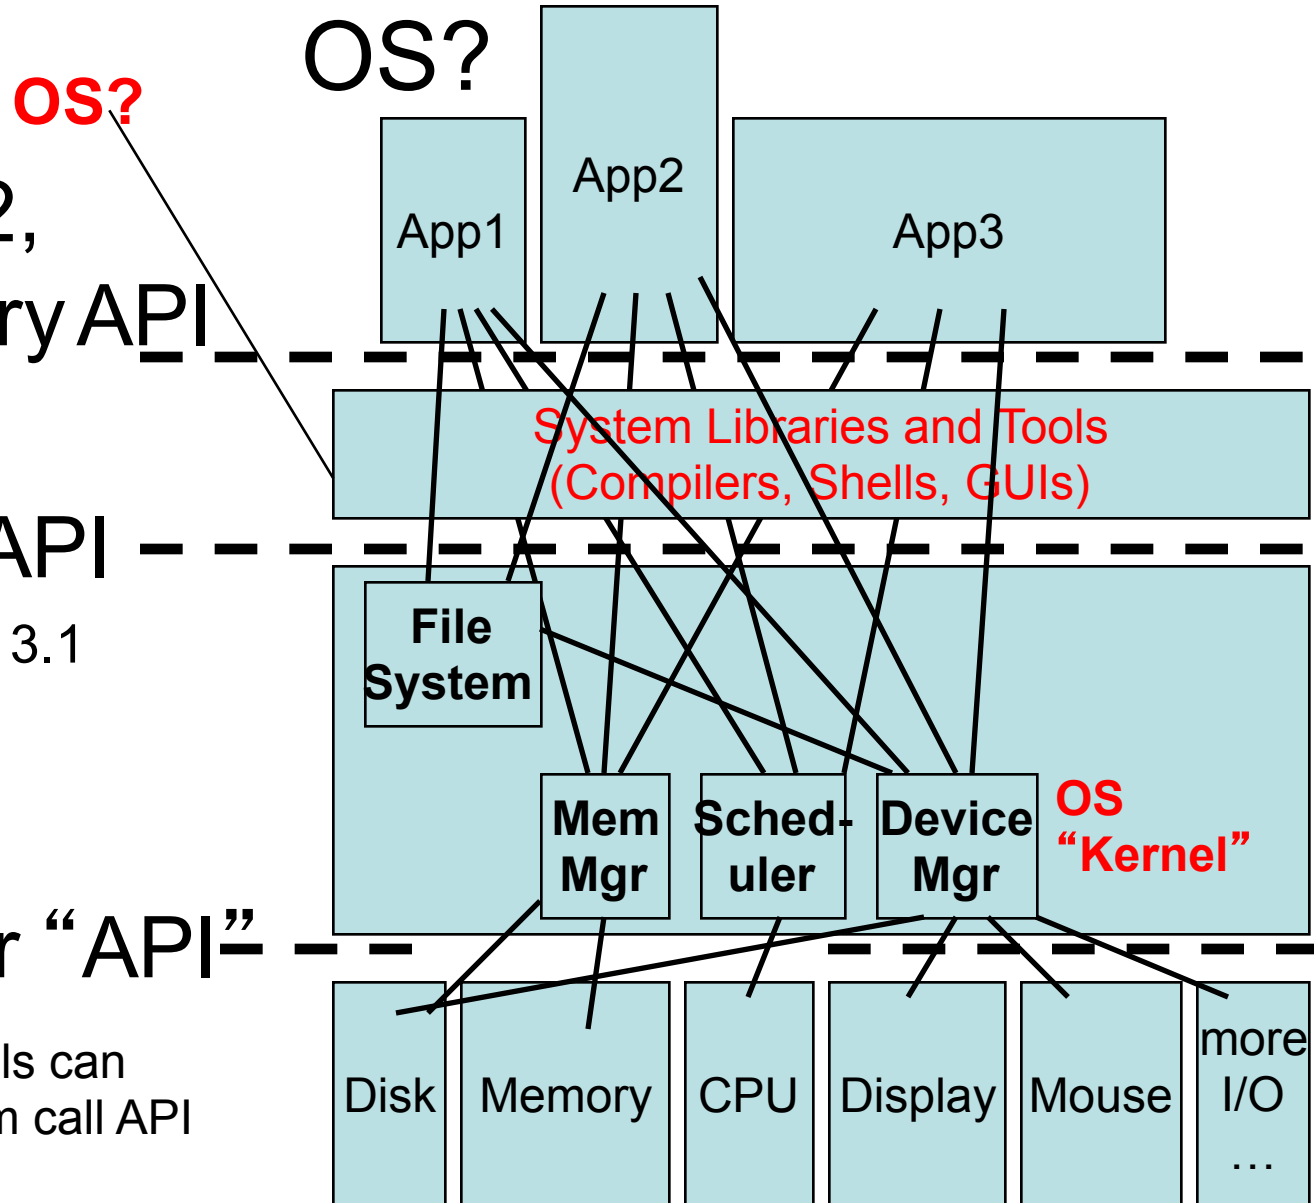 OS?
OS?
2,
ry API
API
3.1
r “API”
ls can
m call API
App1
App2
App3
System Libraries and Tools
(Compilers, Shells, GUIs)
File
System
Mem
Mgr
Sched-
uler
Device
Mgr
OS
“Kernel”
Disk
Memory
CPU
Display
Mouse
more
I/O
…